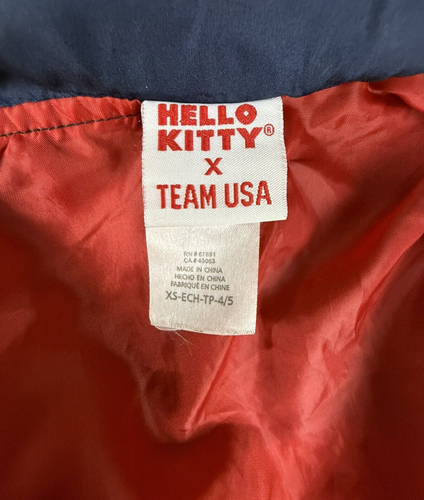 HELLO
KITTY®
X
TEAM USA
RN # 61881
CA # 43063
MADE IN CHINA
HECHO EN CHINA
FABRIQUÉ EN CHINE
XS-ECH-TP-4/5